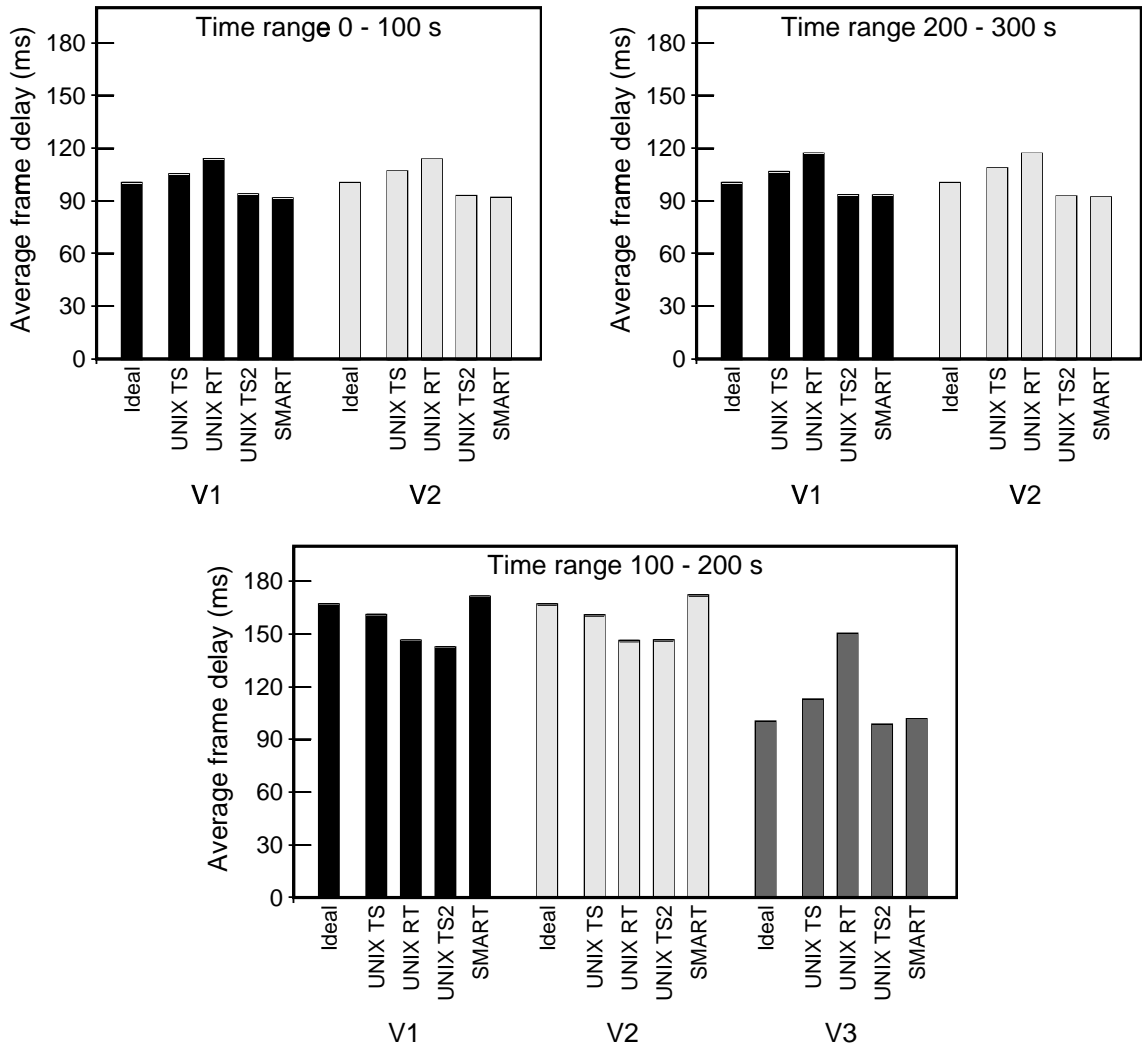 Time range 0 - 100 s
Average frame delay (ms)
180
150
120
90
60
30
0
Ideal
UNIX TS
UNIX RT
UNIX TS2
SMART
Ideal
UNIX TS
UNIX RT
UNIX TS2
SMART
V1
V2
Time range 200 - 300 s
Average frame delay (ms)
180
150
120
90
60
30
0
Ideal
UNIX TS
UNIX RT
UNIX TS2
SMART
Ideal
UNIX TS
UNIX RT
UNIX TS2
SMART
V1
V2
Time range 100 - 200 s
Average frame delay (ms)
180
150
120
90
60
30
0
Ideal
UNIX TS
UNIX RT
UNIX TS2
SMART
Ideal
UNIX TS
UNIX RT
UNIX TS2
SMART
Ideal
UNIX TS
UNIX RT
UNIX TS2
SMART
V1
V2
V3